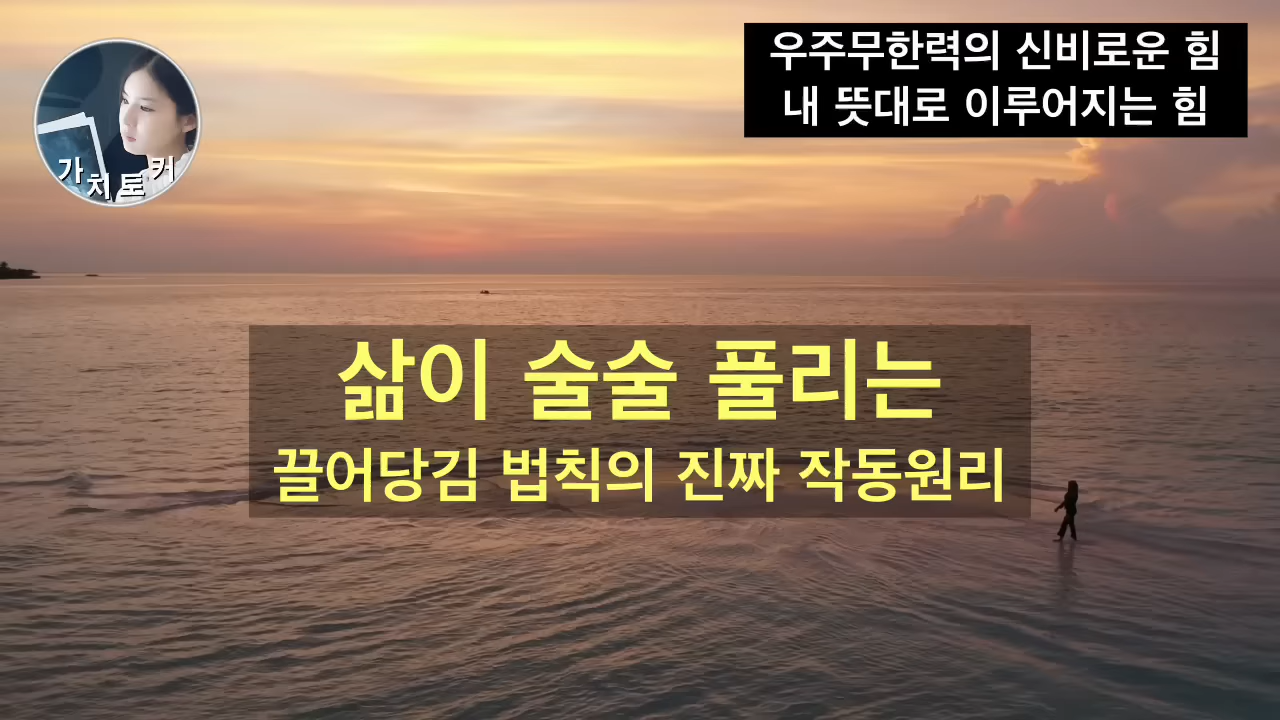 우주무한력의 신비로운 힘
내 뜻대로 이루어지는 힘
가치토커
삶이 술술 풀리는
끌어당김 법칙의 진짜 작동원리